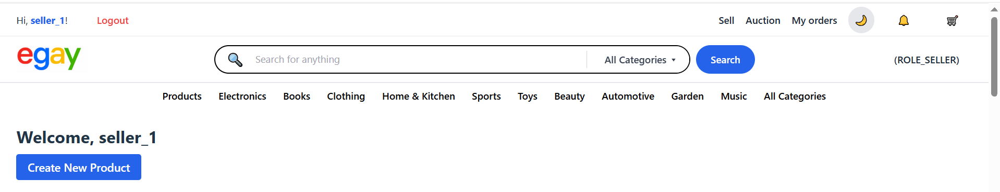 Hi, seller_1! Logout Sell Auction My orders
egay Search for anything All Categories Search (ROLE_SELLER)
Products Electronics Books Clothing Home & Kitchen Sports Toys Beauty Automotive Garden Music All Categories
Welcome, seller_1
Create New Product